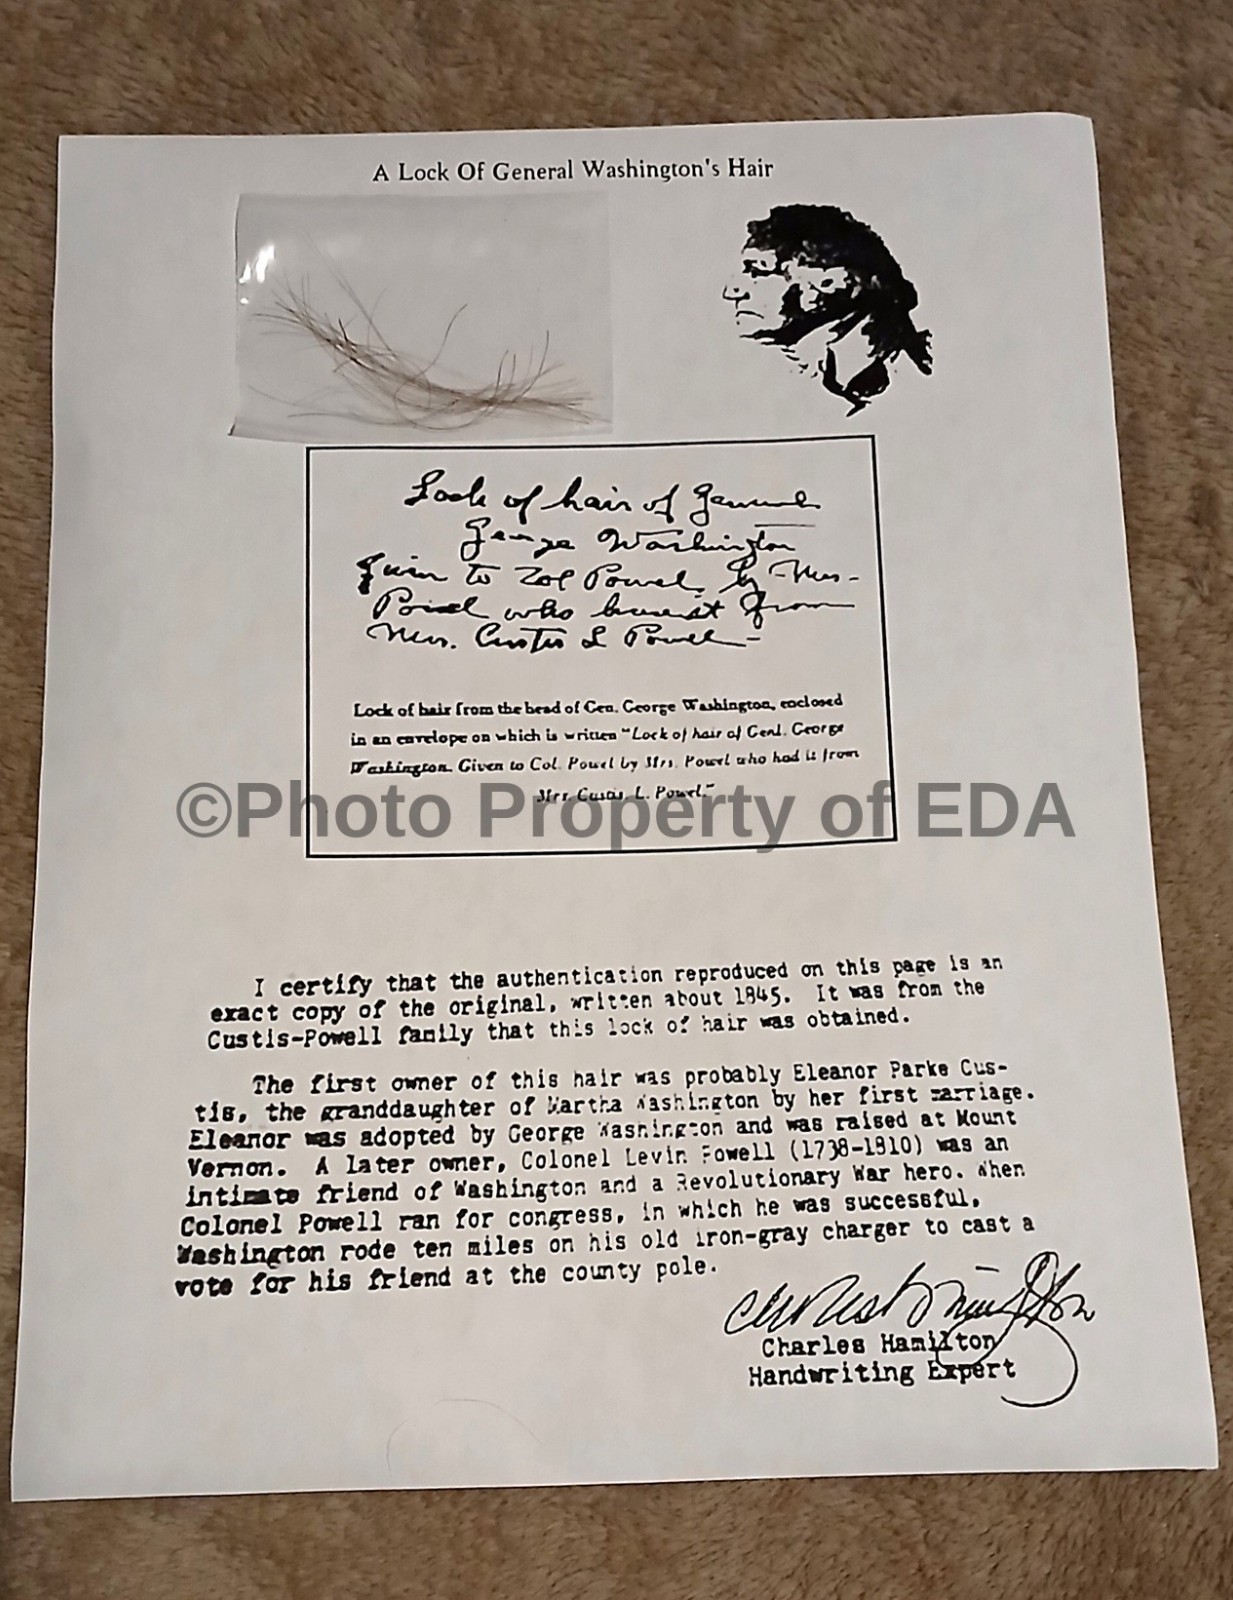 A Lock Of General Washington's Hair
Lock of hair of General
George Washington
Given to Col Powel by Mrs-
Powel who had it from
Mrs. Custis L Powel-
Lock of hair from the head of Gen. George Washington, enclosed
in an envelope on which is written "Lock of hair of Genl. George
Washington. Given to Col. Powel by Mrs. Powel who had it from
Mrs. Custis L. Powel."
©Photo Property of EDA
I certify that the authentication reproduced on this page is an
exact copy of the original, written about 1845. It was from the
Custis-Powell family that this lock of hair was obtained.
The first owner of this hair was probably Eleanor Parke Cus-
tis, the granddaughter of Martha Washington by her first marriage.
Eleanor was adopted by George Washington and was raised at Mount
Vernon. A later owner, Colonel Levin Powell (1738-1810) was an
intimate friend of Washington and a Revolutionary War hero. When
Colonel Powell ran for congress, in which he was successful,
Washington rode ten miles on his old iron-gray charger to cast a
vote for his friend at the county pole.
Charles Hamilton
Handwriting Expert